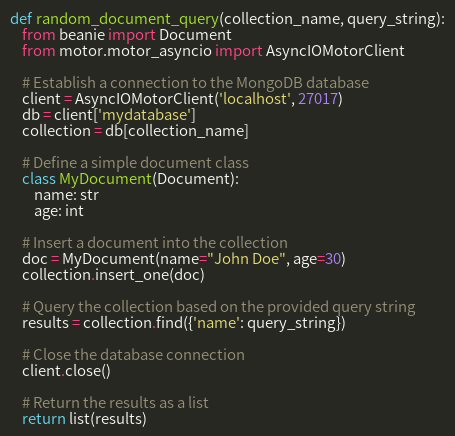 def random_document_query(collection_name, query_string):
    from beanie import Document
    from motor.motor_asyncio import AsyncIOMotorClient

    # Establish a connection to the MongoDB database
    client = AsyncIOMotorClient('localhost', 27017)
    db = client['mydatabase']
    collection = db[collection_name]

    # Define a simple document class
    class MyDocument(Document):
        name: str
        age: int

    # Insert a document into the collection
    doc = MyDocument(name="John Doe", age=30)
    collection.insert_one(doc)

    # Query the collection based on the provided query string
    results = collection.find({'name': query_string})

    # Close the database connection
    client.close()

    # Return the results as a list
    return list(results)